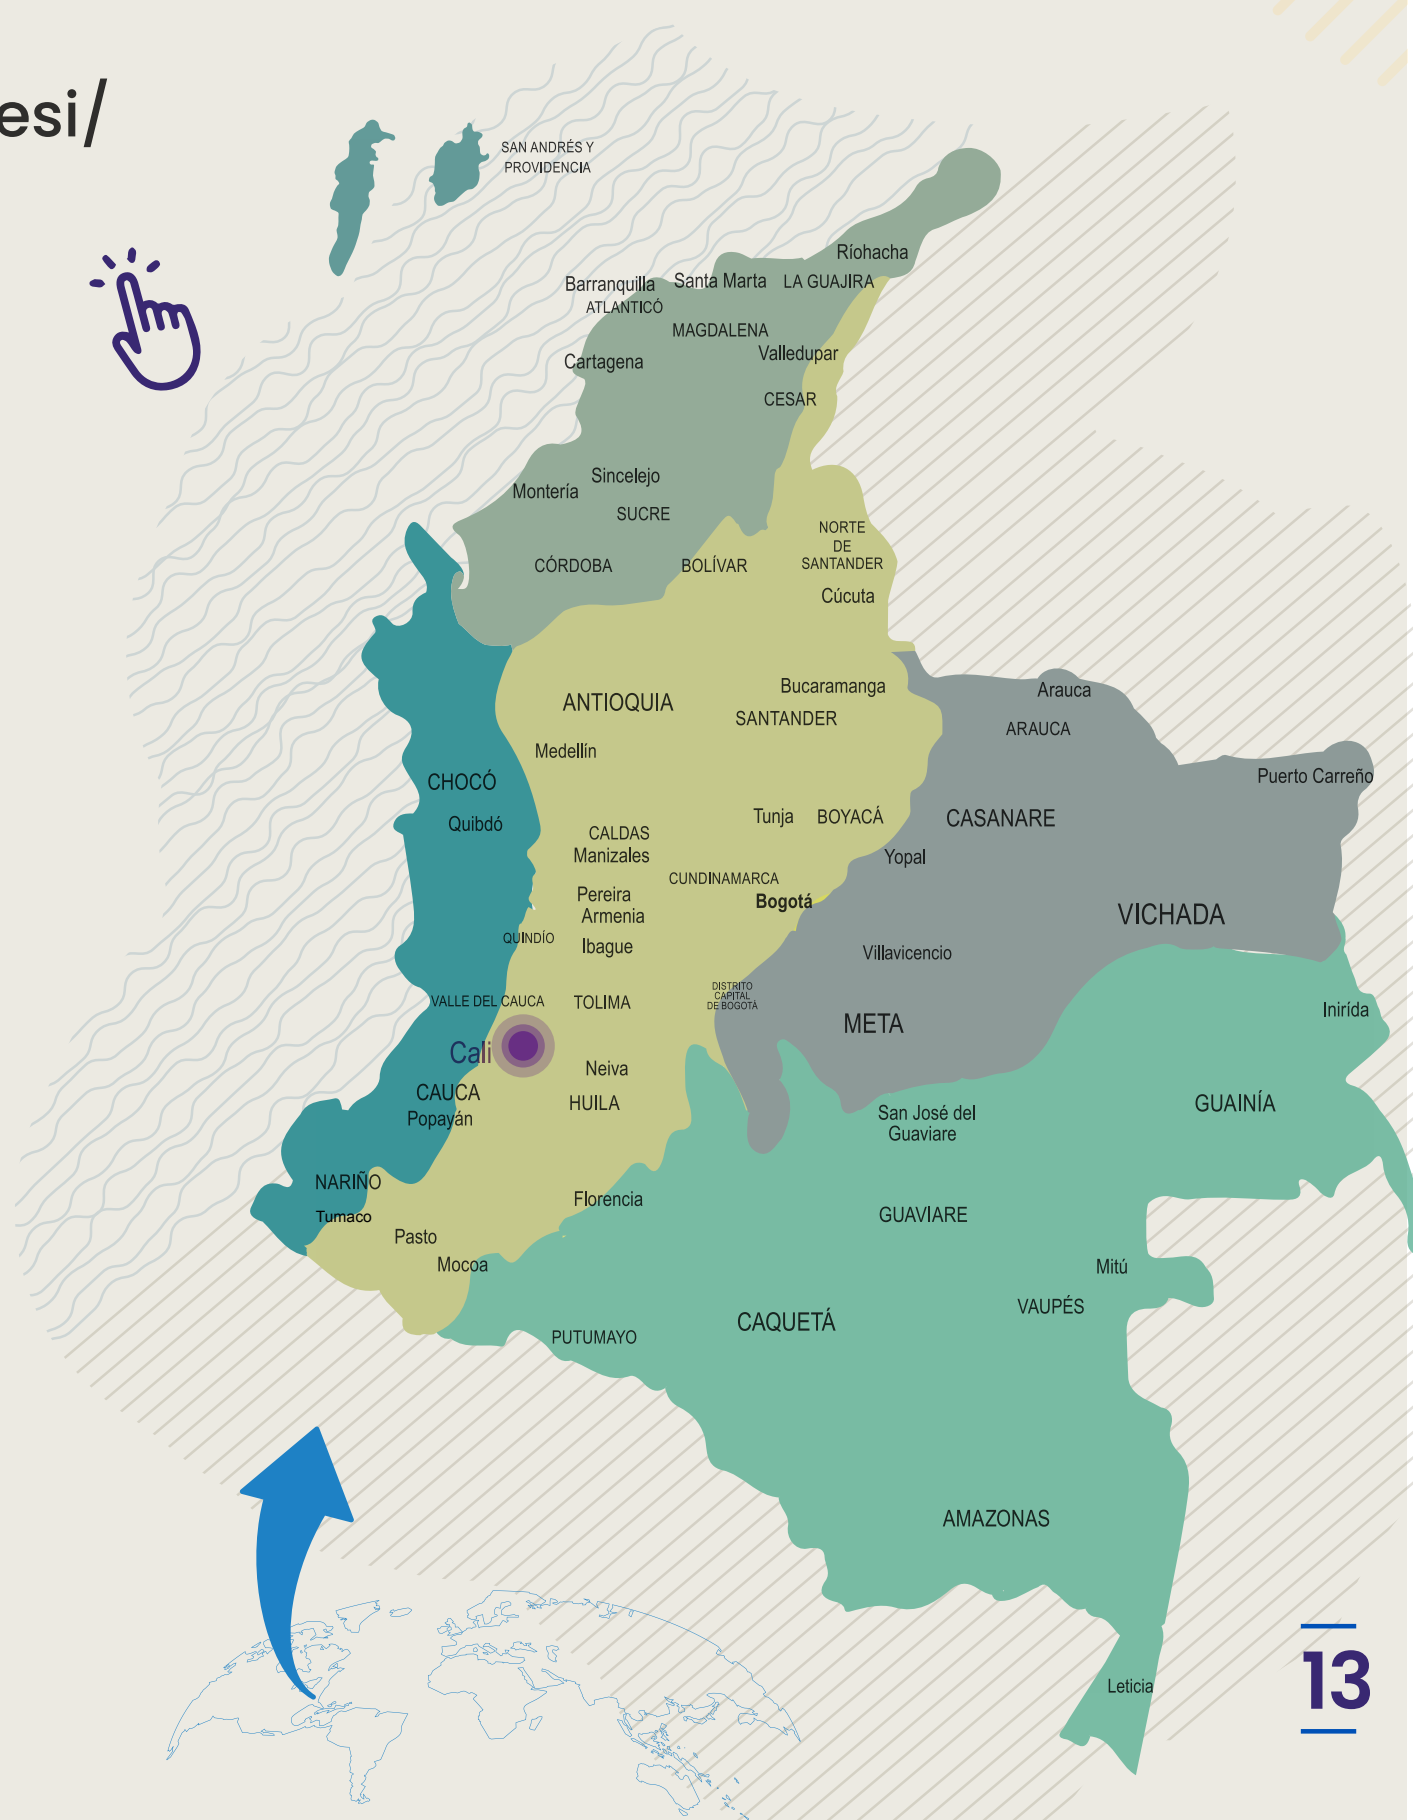 esi/
SAN ANDRÉS Y
PROVIDENCIA
Ríohacha
Barranquilla
Santa Marta
LA GUAJIRA
ATLANTICÓ
MAGDALENA
Cartagena
Valledupar
CESAR
Sincelejo
Montería
SUCRE
NORTE
DE
SANTANDER
CÓRDOBA
BOLÍVAR
Cúcuta
Bucaramanga
Arauca
ANTIOQUIA
SANTANDER
ARAUCA
Medellín
CHOCÓ
Puerto Carreño
Quibdó
Tunja
BOYACÁ
CASANARE
CALDAS
Manizales
Yopal
CUNDINAMARCA
Pereira
Bogotá
Armenia
VICHADA
QUINDÍO
Ibague
Villavicencio
DISTRITO
CAPITAL
DE BOGOTÁ
VALLE DEL CAUCA
TOLIMA
Inirída
META
Cali
Neiva
CAUCA
HUILA
GUAINÍA
Popayán
San José del
Guaviare
NARIÑO
Florencia
Tumaco
GUAVIARE
Pasto
Mocoa
Mitú
VAUPÉS
CAQUETÁ
PUTUMAYO
AMAZONAS
Leticia
13